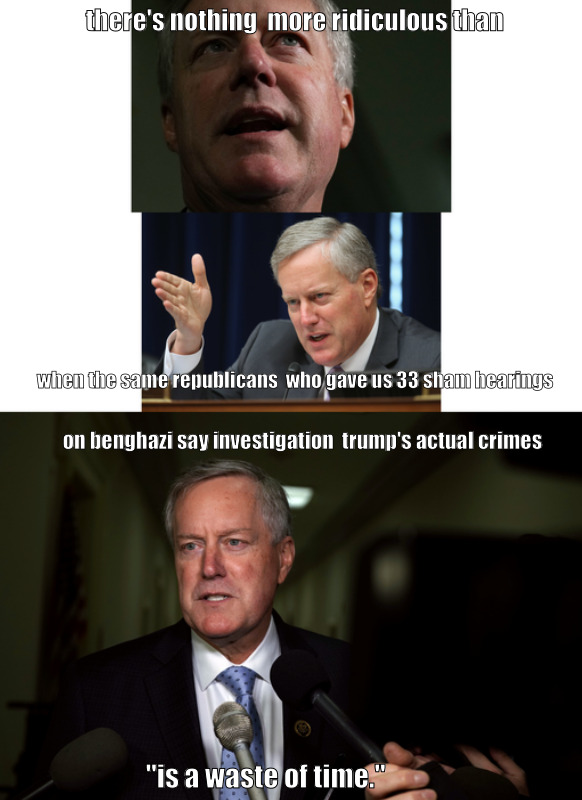 there's nothing more ridiculous than
when the same republicans who gave us 33 sham hearings
on benghazi say investigation trump's actual crimes
"is a waste of time."